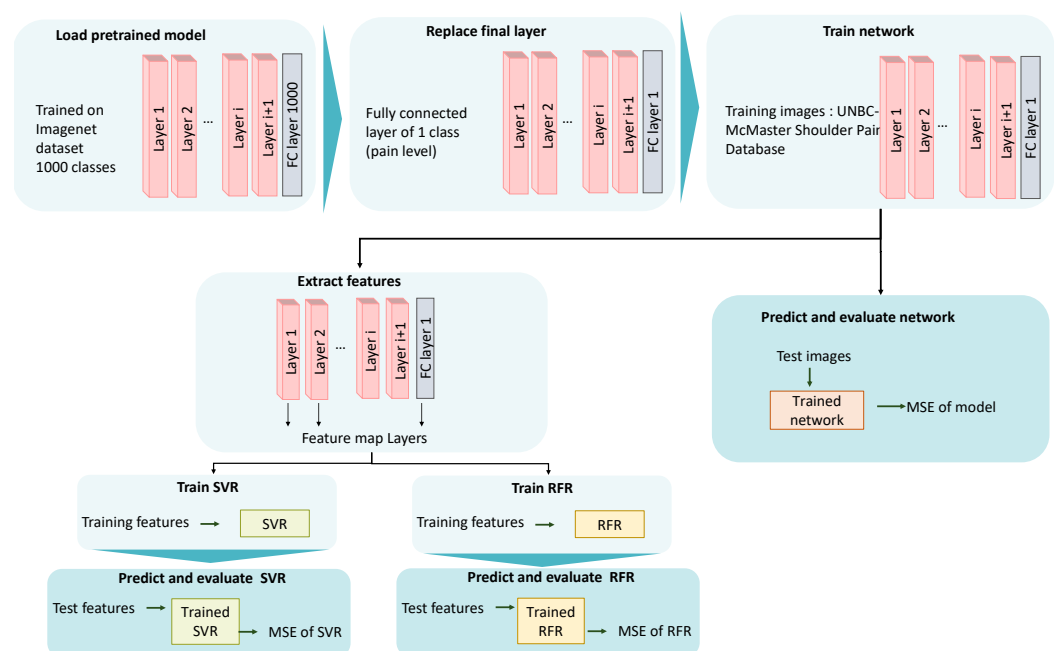 Load pretrained model
Trained on
Imagenet
dataset
1000 classes
Layer 1
Layer 2
...
Layer i
Layer i+1
FC layer 1000
Replace final layer
Fully connected
layer of 1 class
(pain level)
Layer 1
Layer 2
...
Layer i
Layer i+1
FC layer 1
Train network
Training images : UNBC-
McMaster Shoulder Pain
Database
Layer 1
Layer 2
...
Layer i
Layer i+1
FC layer 1
Extract features
Layer 1
Layer 2
...
Layer i
Layer i+1
FC layer 1
Feature map Layers
Predict and evaluate network
Test images
Trained
network
MSE of model
Train SVR
Training features
SVR
Train RFR
Training features
RFR
Predict and evaluate SVR
Test features
Trained
SVR
MSE of SVR
Predict and evaluate RFR
Test features
Trained
RFR
MSE of RFR